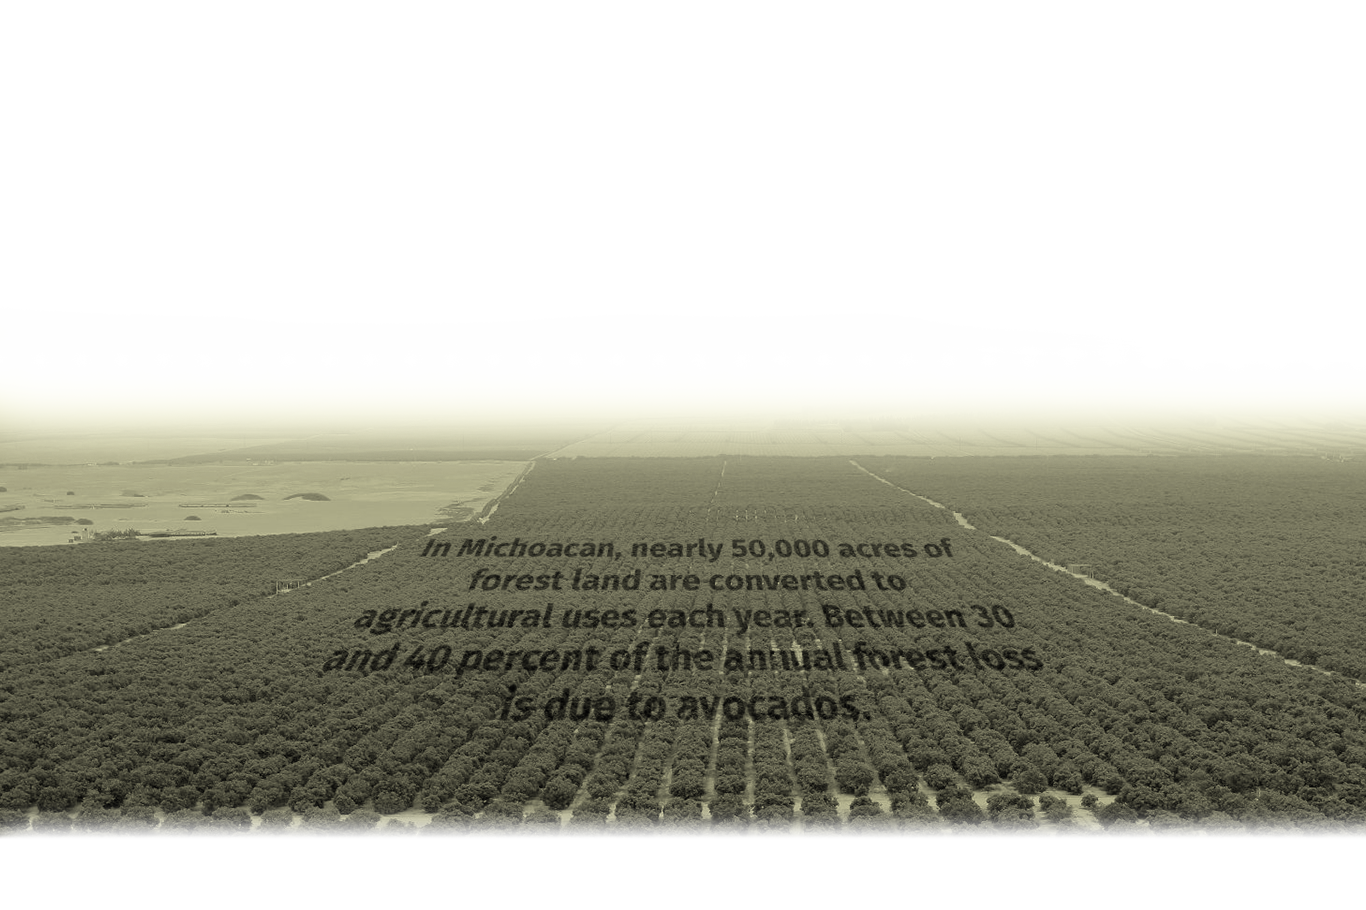 In Michoacan, nearly 50,000 acres of
forest land are converted to
agricultural uses each year. Between 30
and 40 percent of the annual forest loss
is due to avocados.